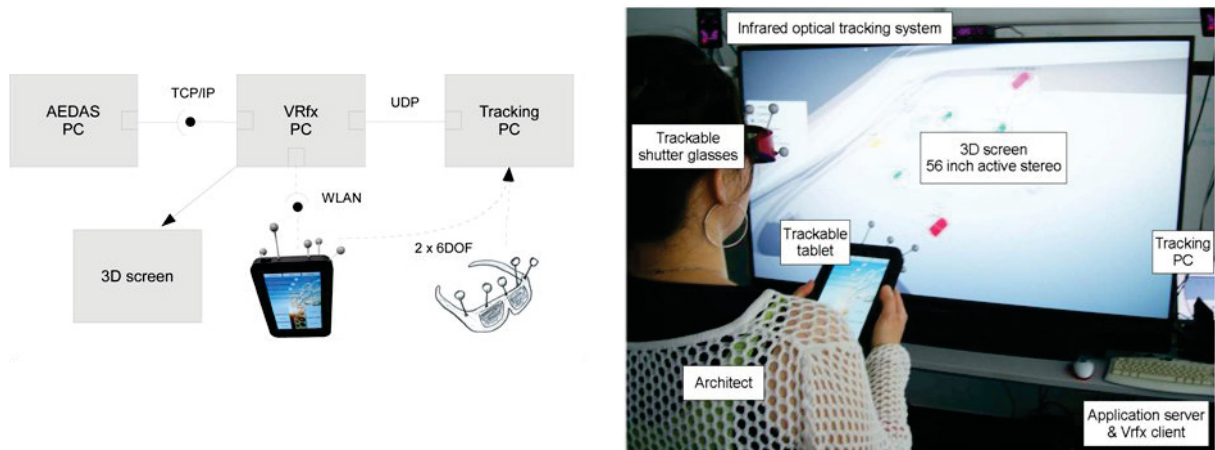 AEDAS
PC
TCP/IP
VRfx
PC
UDP
Tracking
PC
WLAN
3D screen
2 x 6DOF
Infrared optical tracking system
Trackable
shutter glasses
3D screen
56 inch active stereo
Trackable
tablet
Tracking
PC
Architect
Application server
& Vrfx client